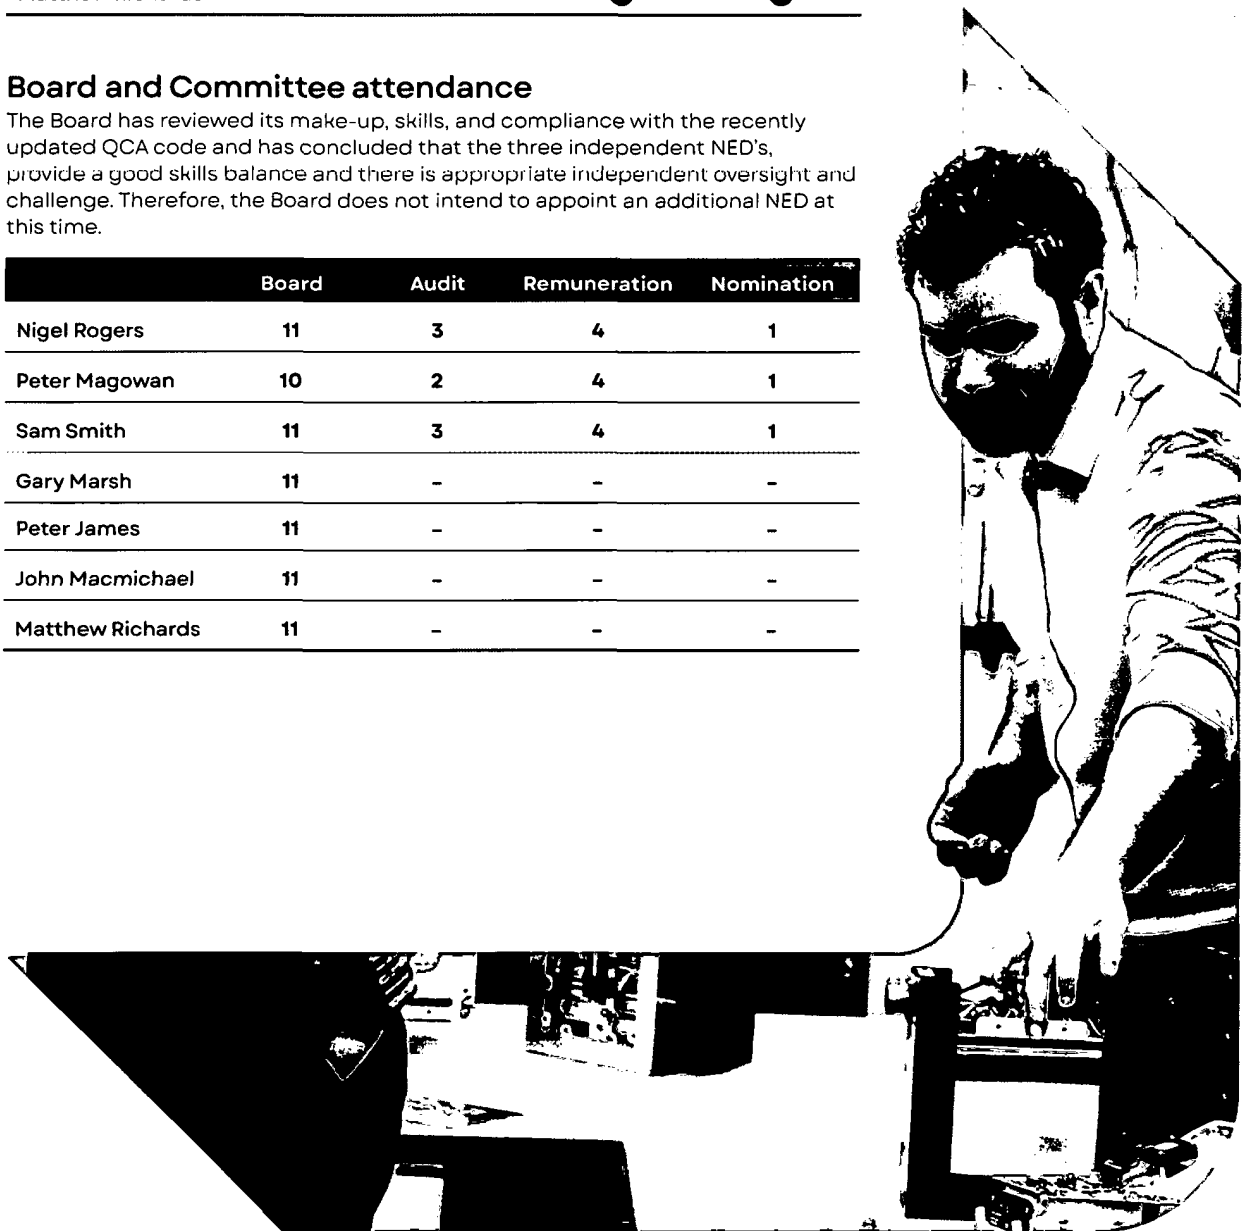 Board and Committee attendance
The Board has reviewed its make-up, skills, and compliance with the recently
updated QCA code and has concluded that the three independent NED's,
provide a good skills balance and there is appropriate independent oversight and
challenge. Therefore, the Board does not intend to appoint an additional NED at
this time.
Board Audit Remuneration Nomination
Nigel Rogers 11 3 4 1
Peter Magowan 10 2 4 1
Sam Smith 11 3 4 1
Gary Marsh 11 – – –
Peter James 11 – – –
John Macmichael 11 – – –
Matthew Richards 11 – – –